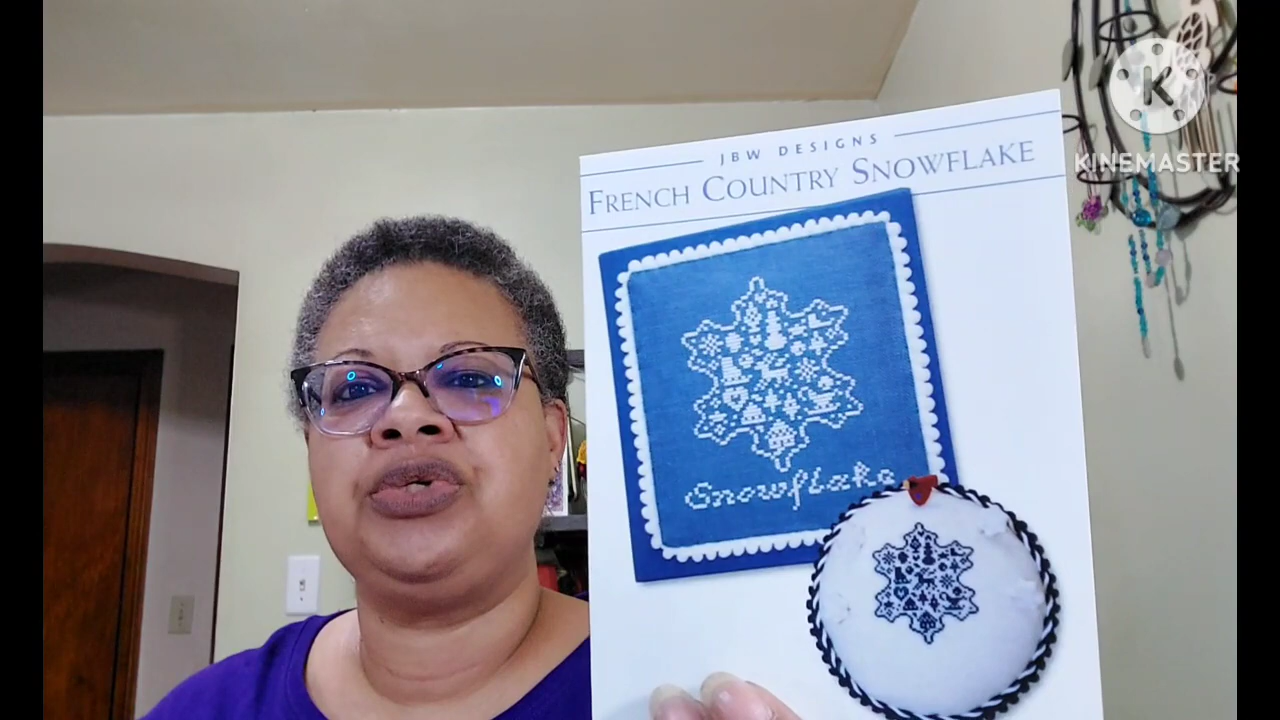 JBW DESIGNS
FRENCH COUNTRY SNOWFLAKE
Snowflake
K
KINEMASTER